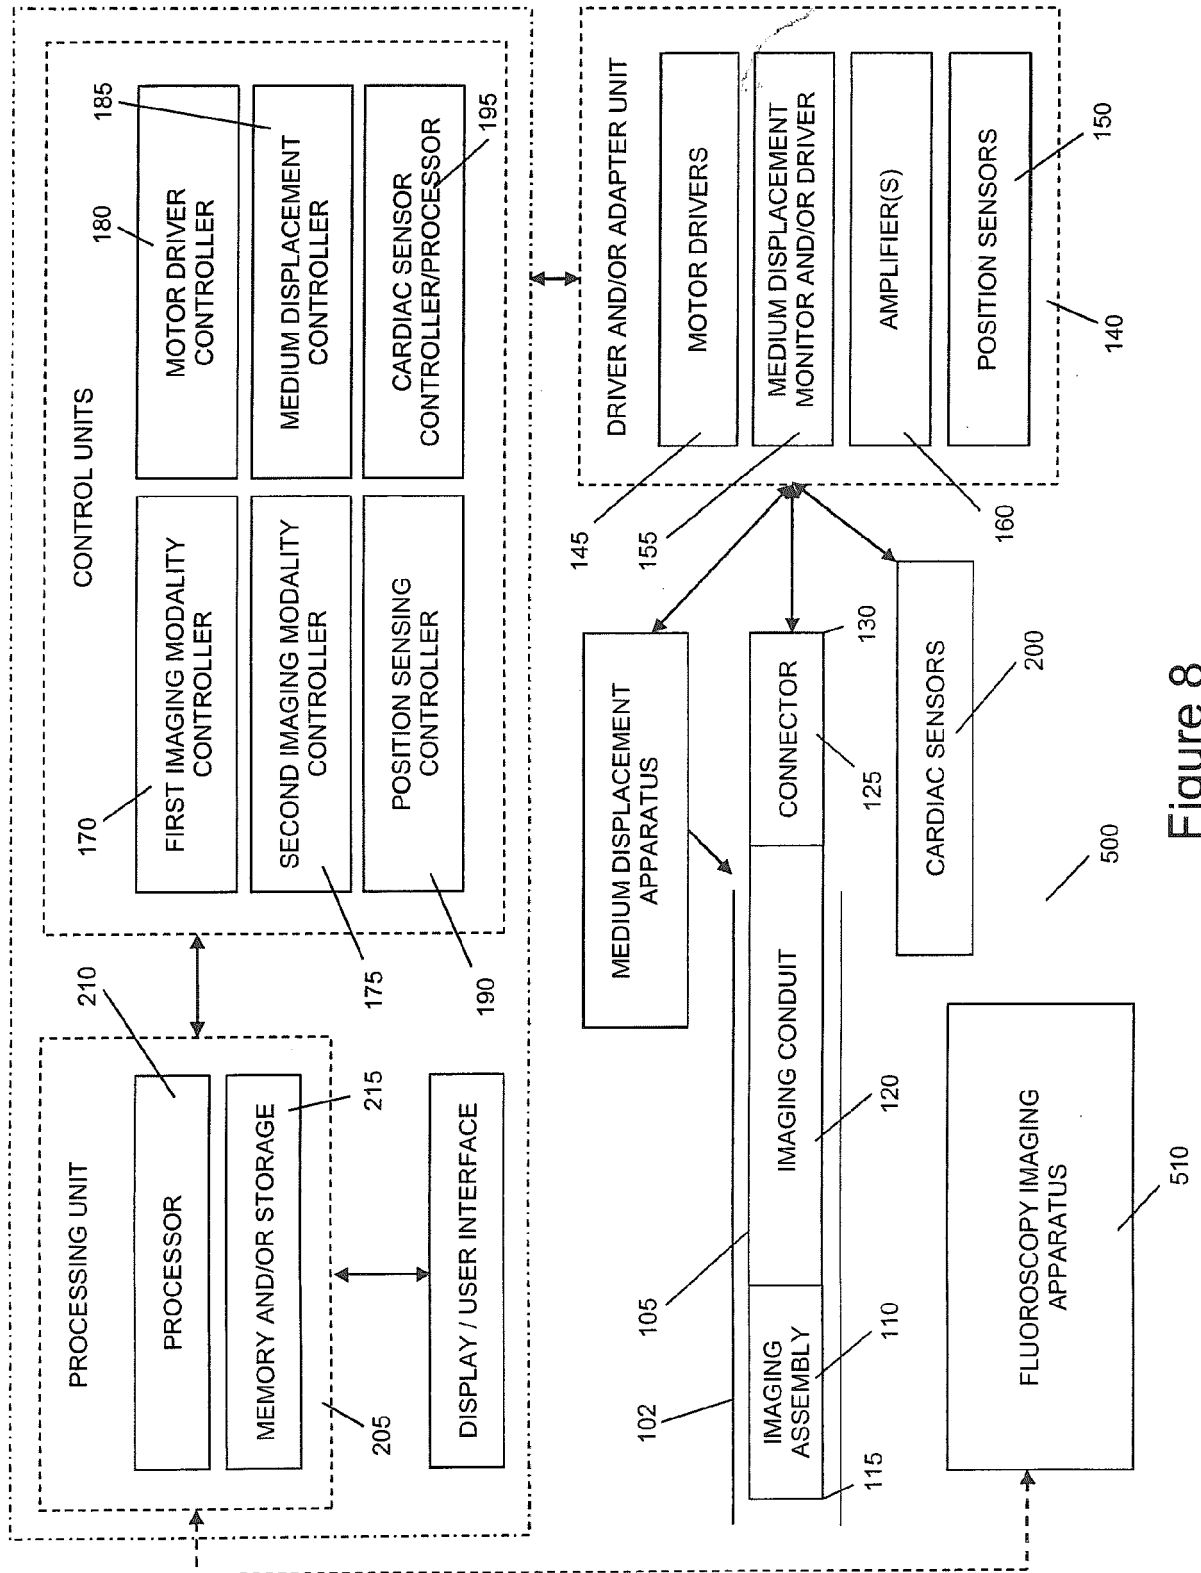 PROCESSING UNIT
PROCESSOR
210
MEMORY AND/OR STORAGE
215
205
DISPLAY / USER INTERFACE
CONTROL UNITS
170
FIRST IMAGING MODALITY
CONTROLLER
180
MOTOR DRIVER
CONTROLLER
SECOND IMAGING MODALITY
CONTROLLER
175
185
MEDIUM DISPLACEMENT
CONTROLLER
POSITION SENSING
CONTROLLER
190
CARDIAC SENSOR
CONTROLLER/PROCESSOR
195
DRIVER AND/OR ADAPTER UNIT
MOTOR DRIVERS
145
MEDIUM DISPLACEMENT
MONITOR AND/OR DRIVER
155
AMPLIFIER(S)
160
POSITION SENSORS
150
140
MEDIUM DISPLACEMENT
APPARATUS
102
105
IMAGING
ASSEMBLY
IMAGING CONDUIT
CONNECTOR
130
115
110
120
125
CARDIAC SENSORS
200
FLUOROSCOPY IMAGING
APPARATUS
510
500
Figure 8